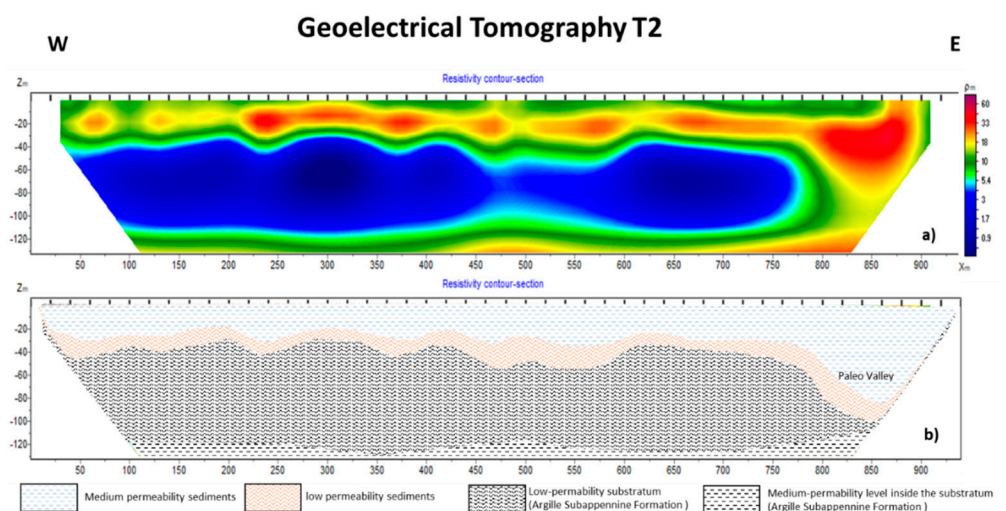 Geoelectrical Tomography T2
W E
Resistivity contour-section
Zm
ρm
-20
-40
-60
-80
-100
-120
60
33
18
10
5.4
3
1.7
0.9
a)
50 100 150 200 250 300 350 400 450 500 550 600 650 700 750 800 850 900
Xm
Resistivity contour-section
Zm
-20
-40
-60
-80
-100
-120
Paleo Valley
b)
50 100 150 200 250 300 350 400 450 500 550 600 650 700 750 800 850 900
Medium permeability sediments
low permeability sediments
Low-permability substratum
(Argille Subappennine Formation )
Medium-permability level inside the substratum
(Argille Subappennine Formation )